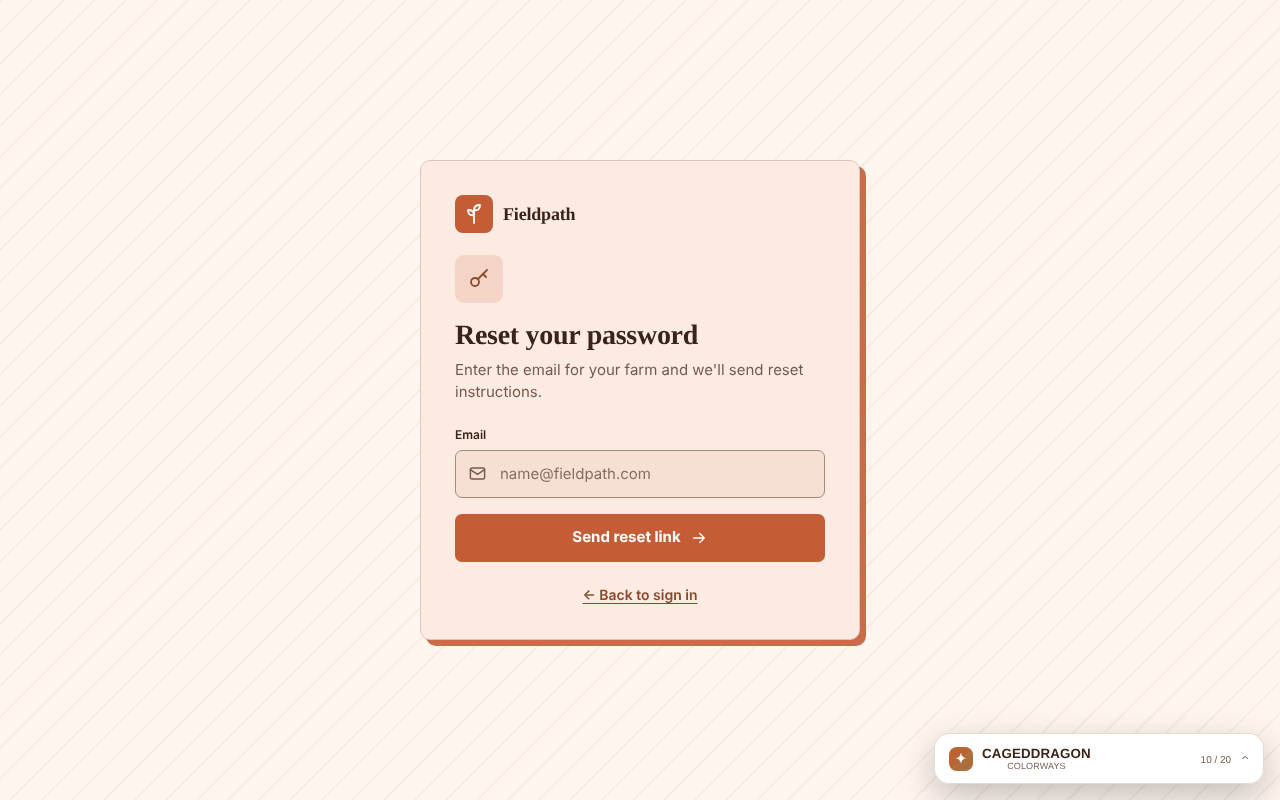 Fieldpath
Reset your password
Enter the email for your farm and we'll send reset
instructions.
Email
name@fieldpath.com
Send reset link →
← Back to sign in
CAGEDDRAGON
COLORWAYS
10 / 20